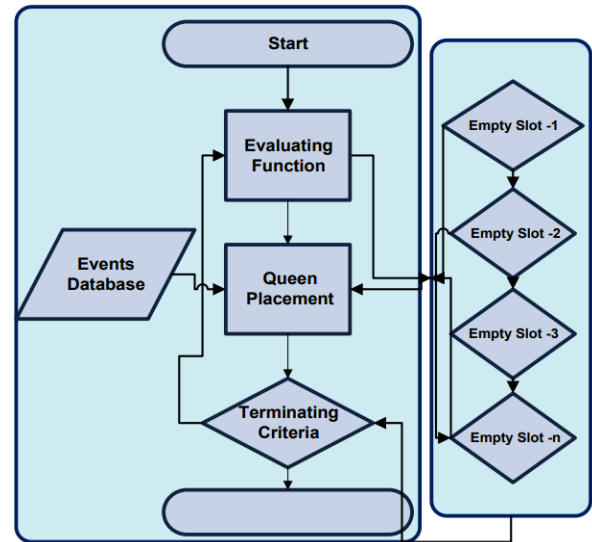 Start
Evaluating
Function
Events
Database
Queen
Placement
Terminating
Criteria
Empty Slot -1
Empty Slot -2
Empty Slot -3
Empty Slot -n